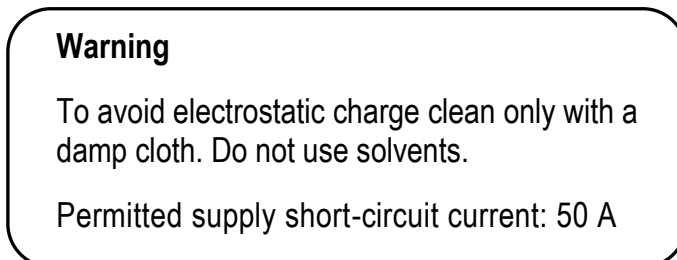 Warning
To avoid electrostatic charge clean only with a
damp cloth. Do not use solvents.
Permitted supply short-circuit current: 50 A